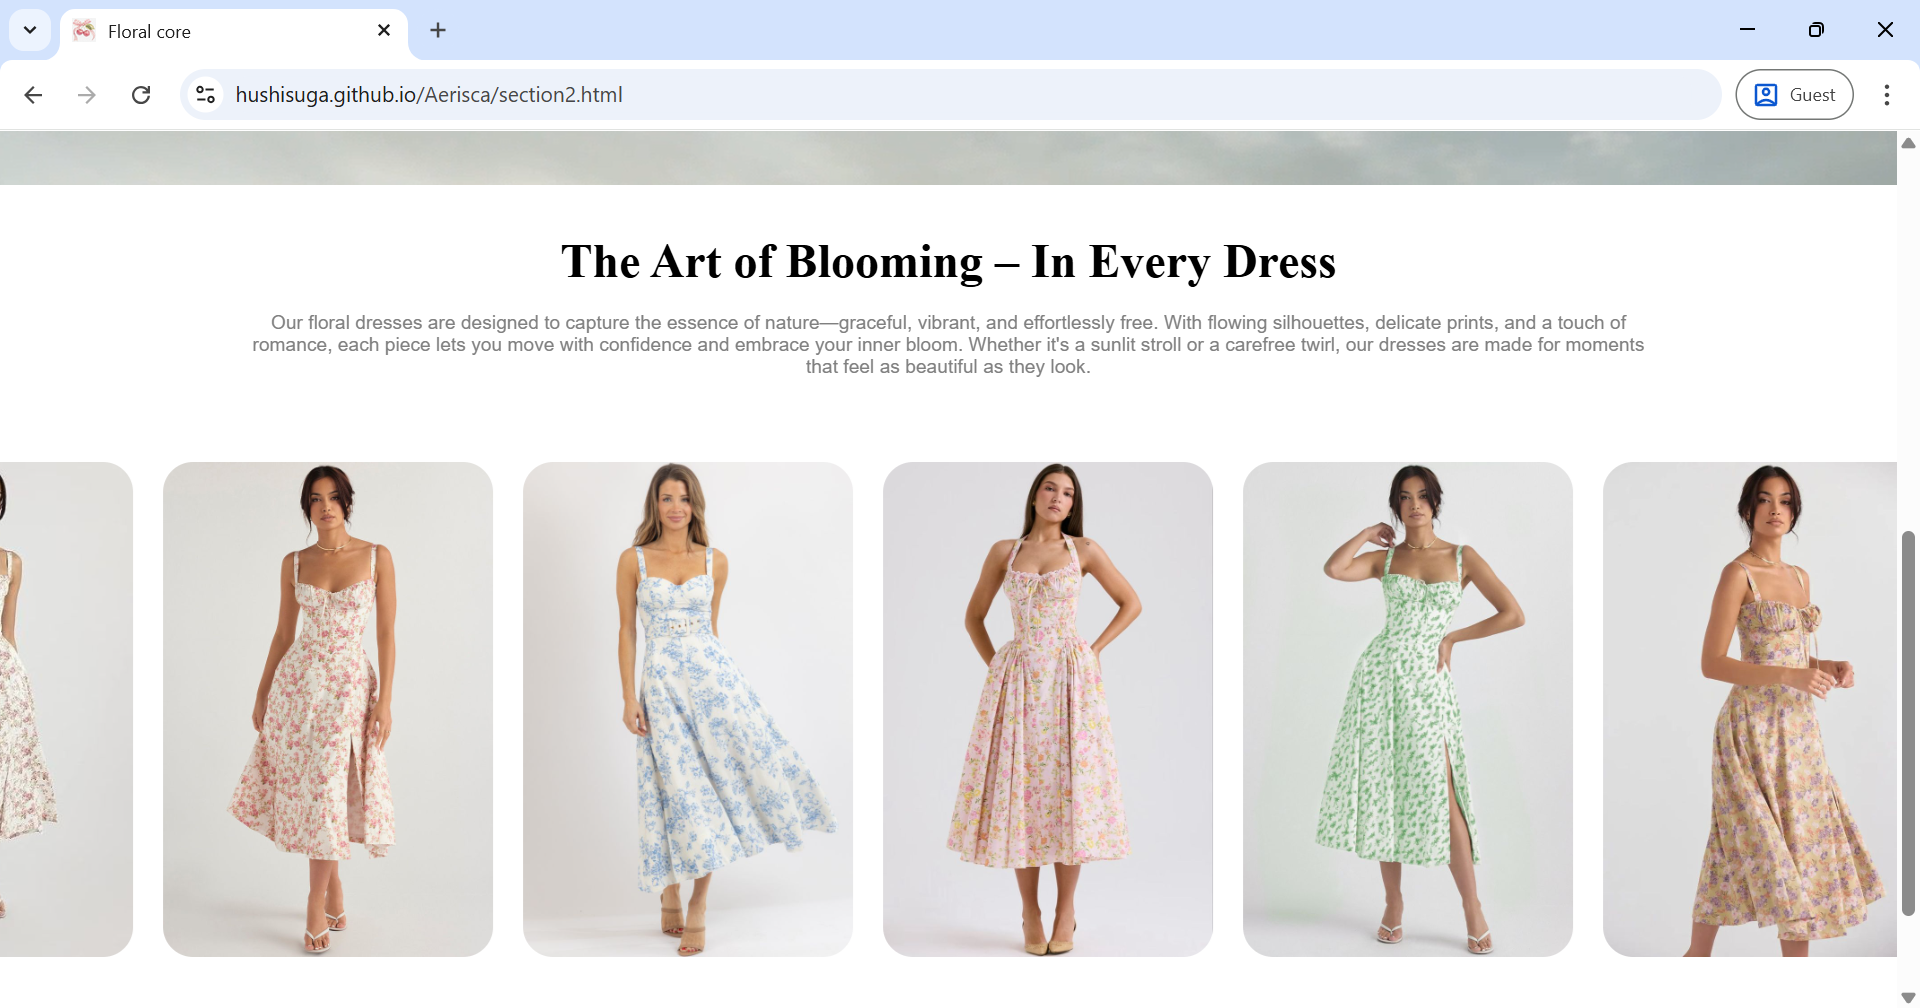 Floral core
hushisuga.github.io/Aerisca/section2.html
Guest
The Art of Blooming – In Every Dress
Our floral dresses are designed to capture the essence of nature—graceful, vibrant, and effortlessly free. With flowing silhouettes, delicate prints, and a touch of
romance, each piece lets you move with confidence and embrace your inner bloom. Whether it's a sunlit stroll or a carefree twirl, our dresses are made for moments
that feel as beautiful as they look.